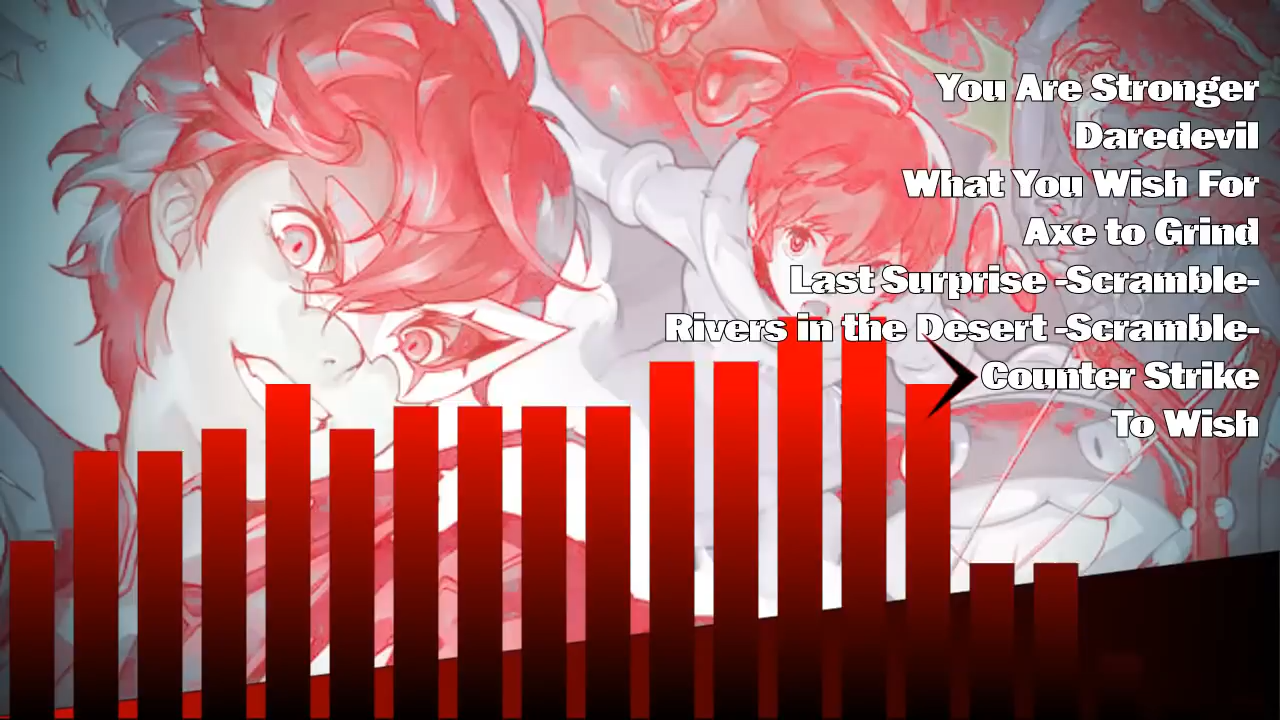 You Are Stronger
Daredevil
What You Wish For
Axe to Grind
Last Surprise -Scramble-
Rivers in the Desert -Scramble-
Counter Strike
To Wish